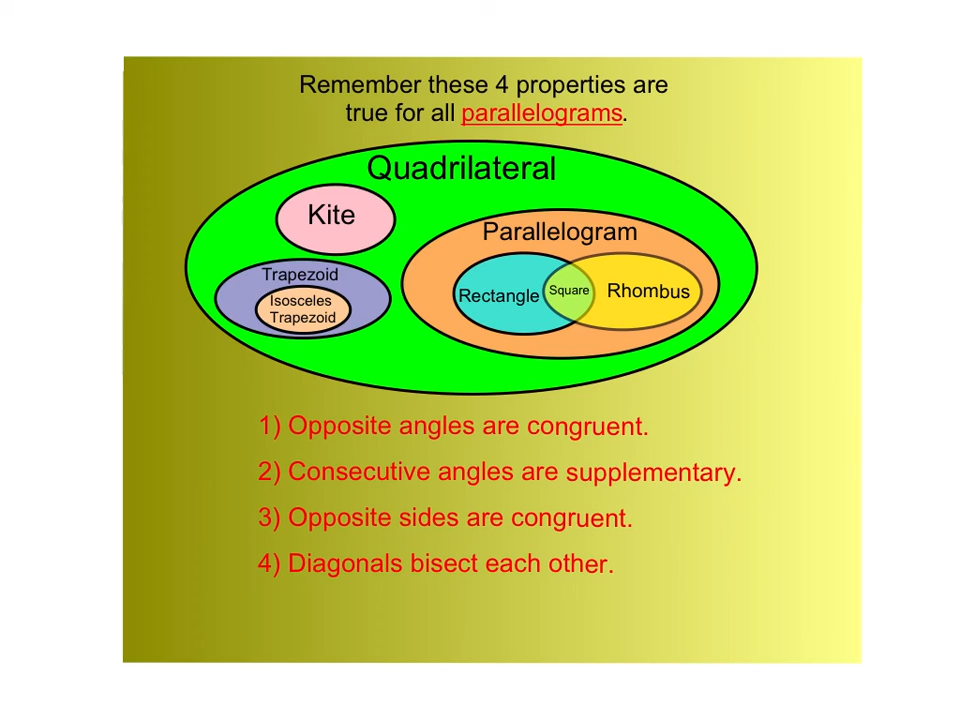 Remember these 4 properties are
true for all parallelograms.
Quadrilateral
Kite
Parallelogram
Trapezoid
Isosceles
Trapezoid
Rectangle
Square
Rhombus
1) Opposite angles are congruent.
2) Consecutive angles are supplementary.
3) Opposite sides are congruent.
4) Diagonals bisect each other.